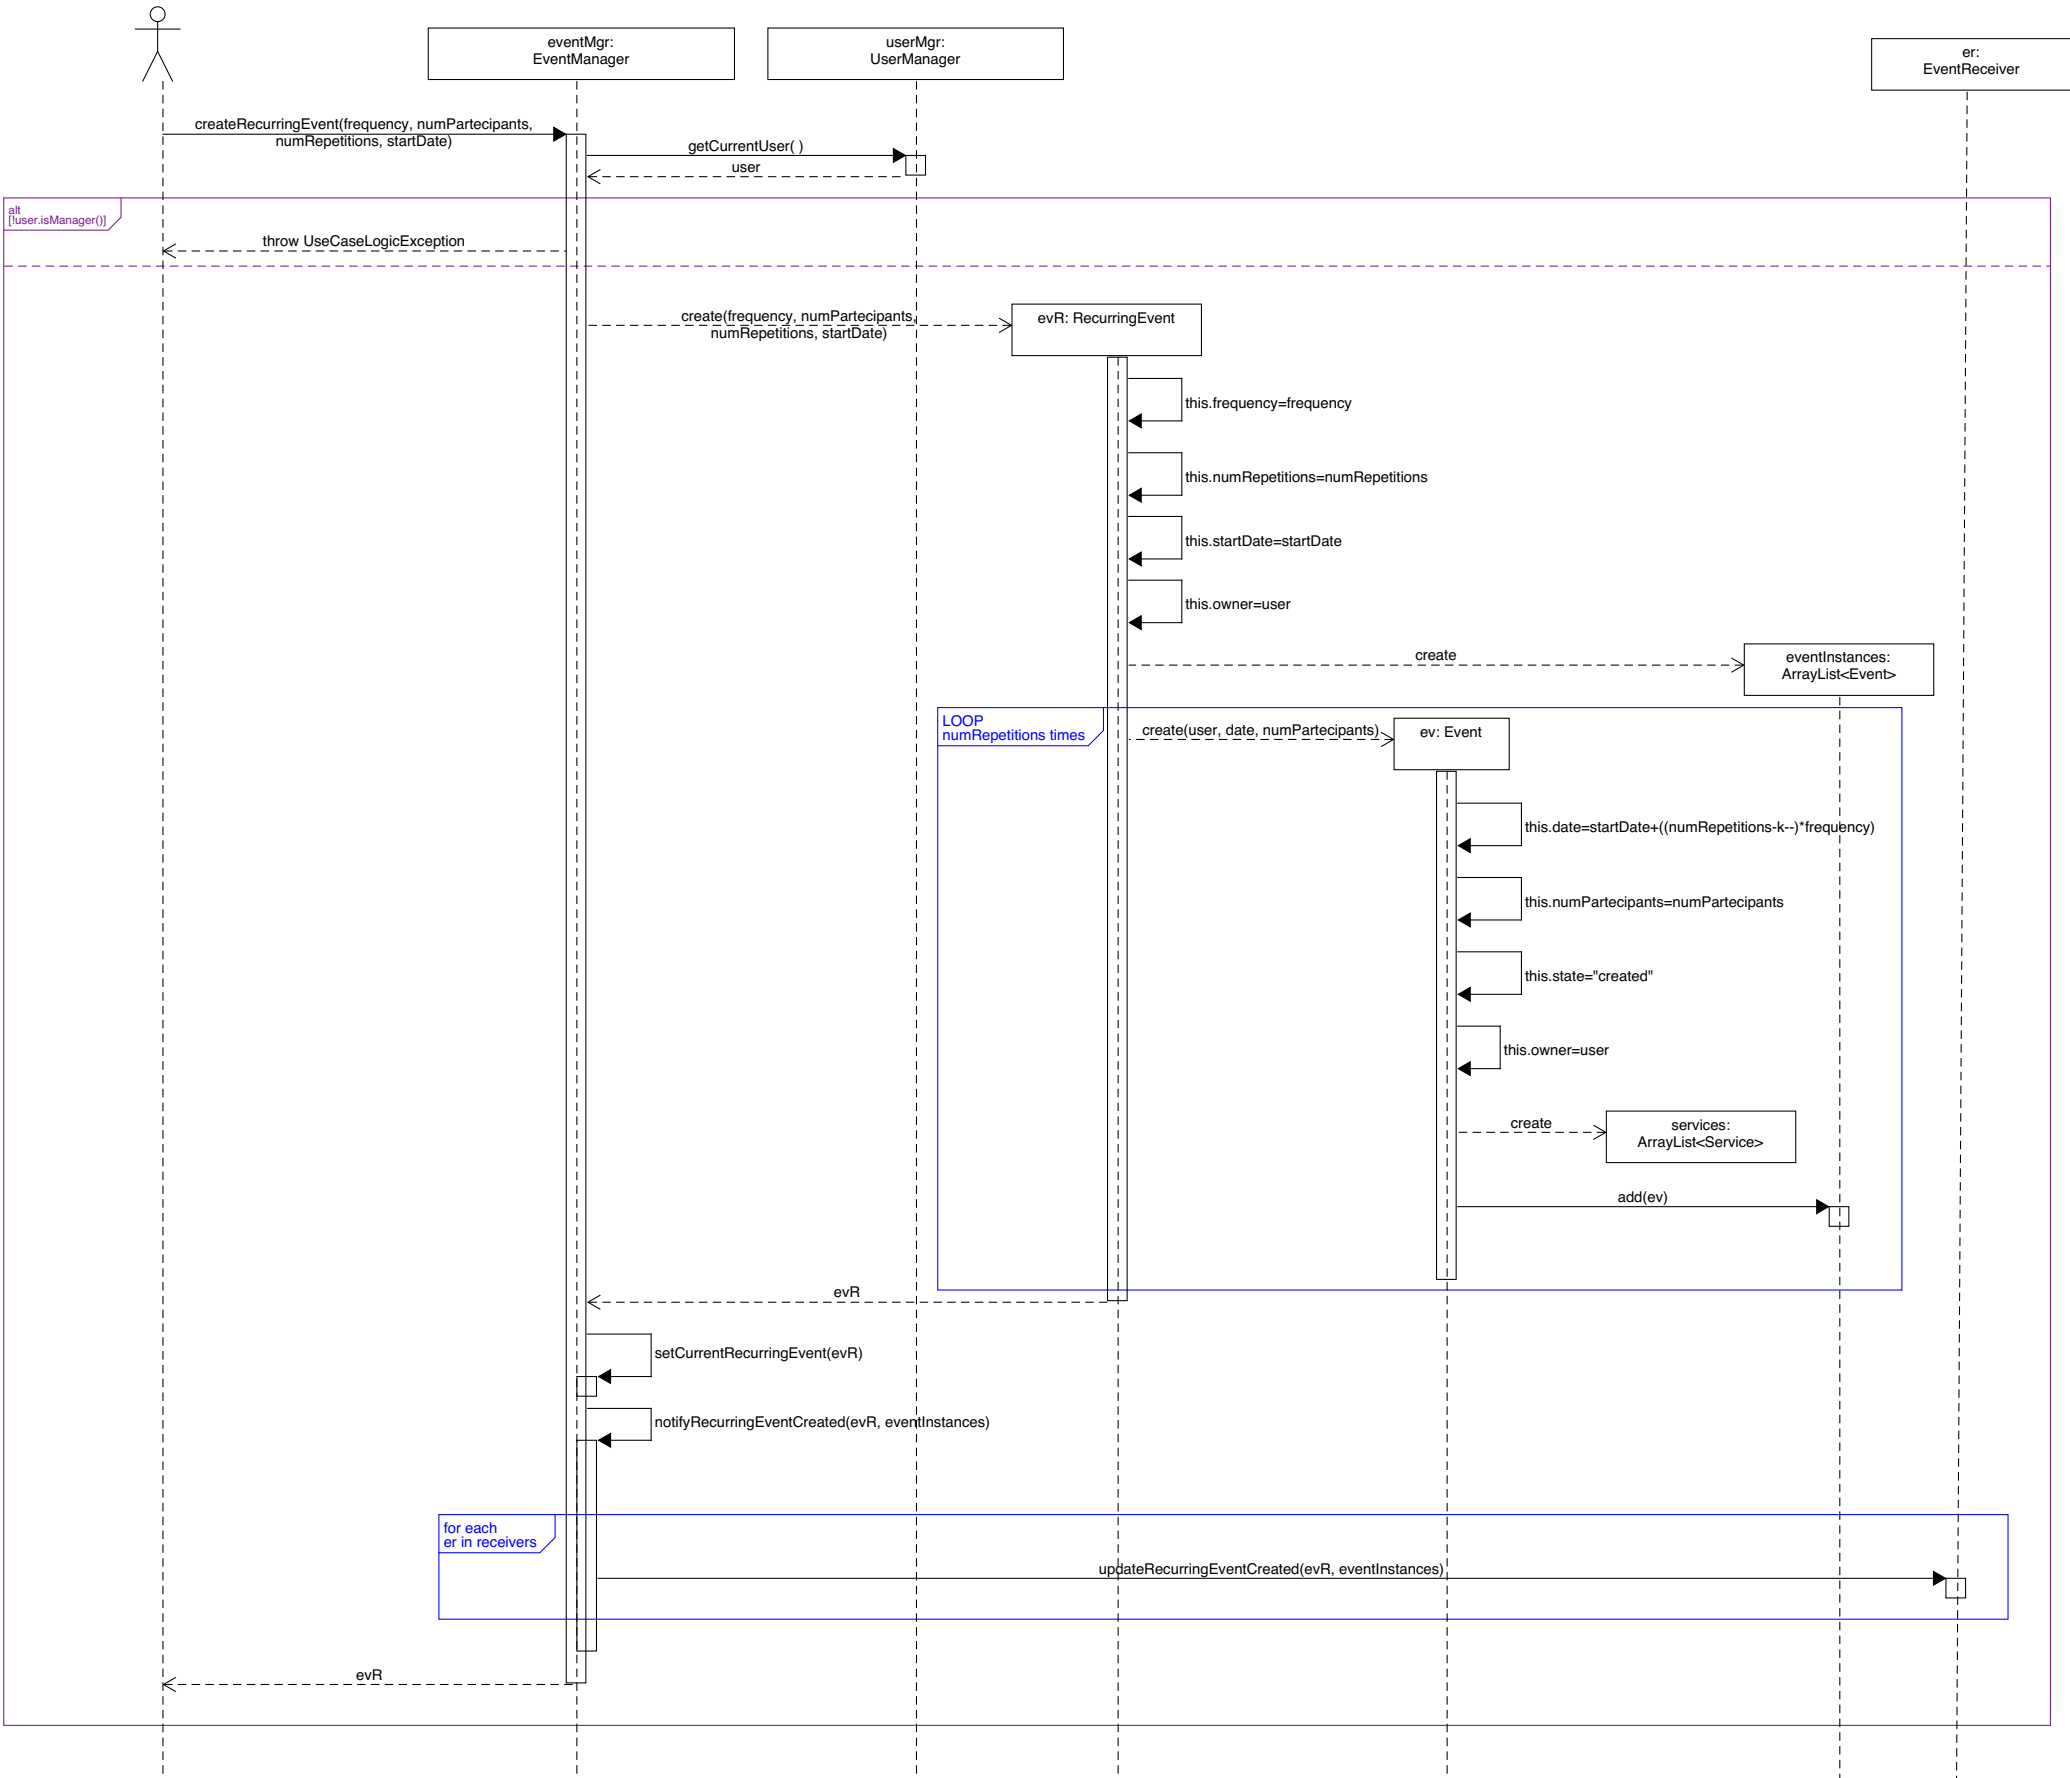 eventMgr:
EventManager
userMgr:
UserManager
er:
EventReceiver
createRecurringEvent(frequency, numPartecipants,
numRepetitions, startDate)
getCurrentUser( )
user
alt
[!user.isManager()]
throw UseCaseLogicException
create(frequency, numPartecipants,
numRepetitions, startDate)
evR: RecurringEvent
this.frequency=frequency
this.numRepetitions=numRepetitions
this.startDate=startDate
this.owner=user
create
eventInstances:
ArrayList<Event>
LOOP
numRepetitions times
create(user, date, numPartecipants)
ev: Event
this.date=startDate+((numRepetitions-k--)*frequency)
this.numPartecipants=numPartecipants
this.state="created"
this.owner=user
create
services:
ArrayList<Service>
add(ev)
evR
setCurrentRecurringEvent(evR)
notifyRecurringEventCreated(evR, eventInstances)
for each
er in receivers
updateRecurringEventCreated(evR, eventInstances)
evR